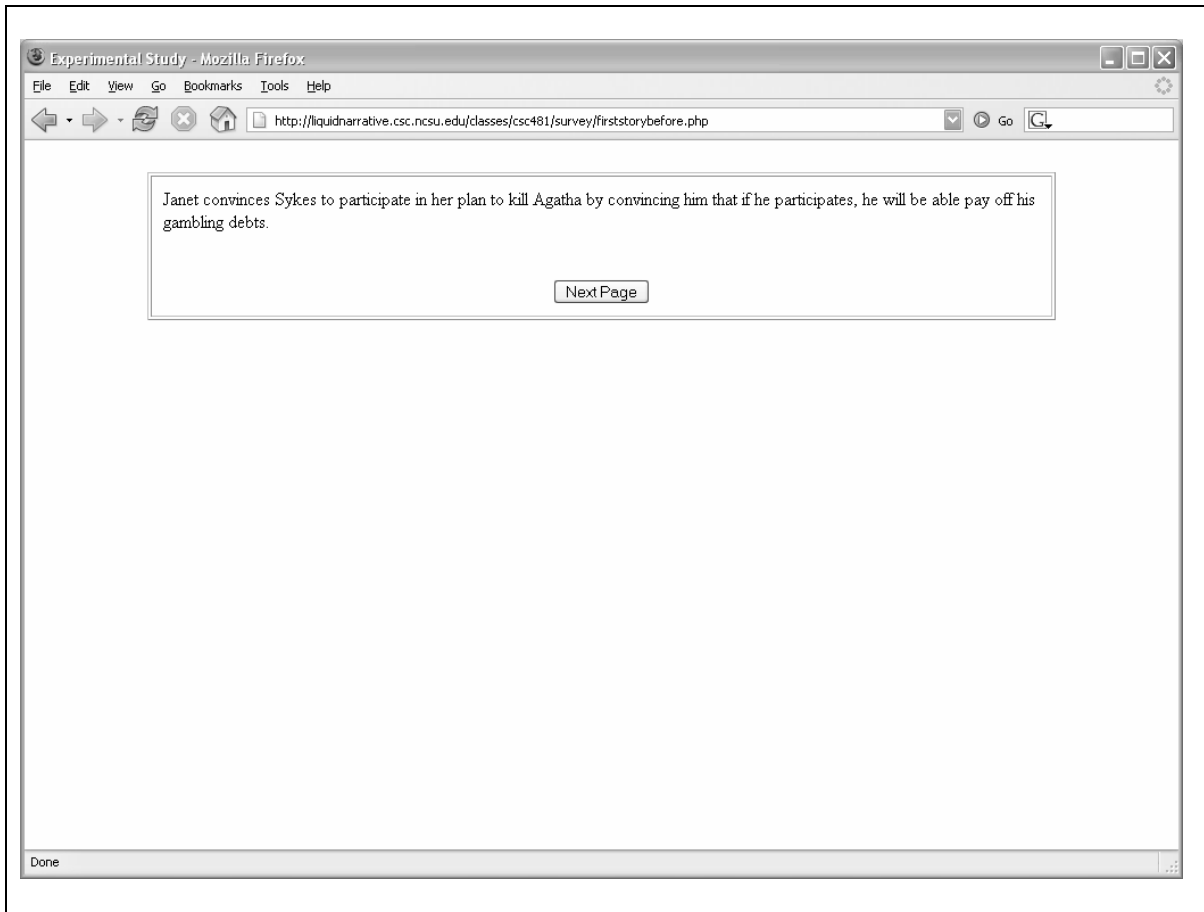 Experimental Study - Mozilla Firefox
File Edit View Go Bookmarks Tools Help
http://liquidnarrative.csc.ncsu.edu/classes/csc481/survey/firststorybefore.php Go G
Janet convinces Sykes to participate in her plan to kill Agatha by convincing him that if he participates, he will be able pay off his
gambling debts.
Next Page
Done